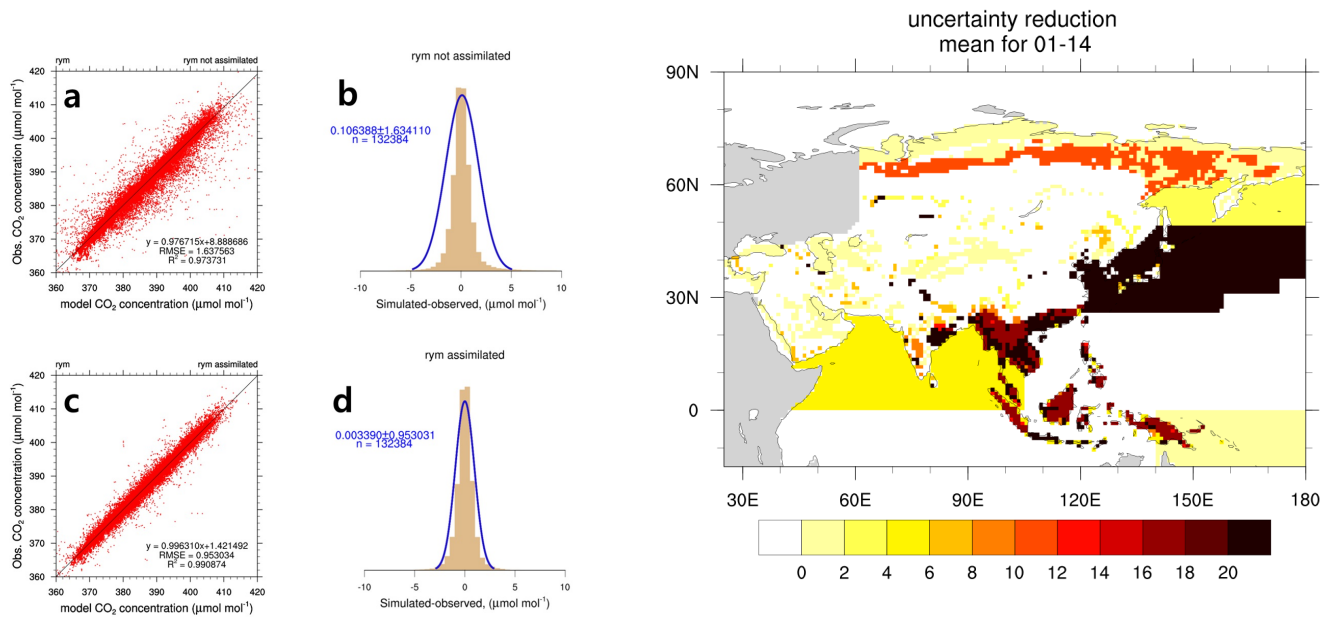 rym
rym not assimilated
a
Obs. CO₂ concentration (μmol mol⁻¹)
420
410
400
390
380
370
360
y = 0.976715x+8.888686
RMSE = 1.637563
R² = 0.973731
360 370 380 390 400 410 420
model CO₂ concentration (μmol mol⁻¹)
rym not assimilated
b
0.106388±1.634110
n = 132384
-10 -5 0 5 10
Simulated-observed, (μmol mol⁻¹)
rym
rym assimilated
c
Obs. CO₂ concentration (μmol mol⁻¹)
420
410
400
390
380
370
360
y = 0.996310x+1.421492
RMSE = 0.953034
R² = 0.990874
360 370 380 390 400 410 420
model CO₂ concentration (μmol mol⁻¹)
rym assimilated
d
0.003390±0.953031
n = 132384
-10 -5 0 5 10
Simulated-observed, (μmol mol⁻¹)
uncertainty reduction
mean for 01-14
90N
60N
30N
0
30E 60E 90E 120E 150E 180
0 2 4 6 8 10 12 14 16 18 20